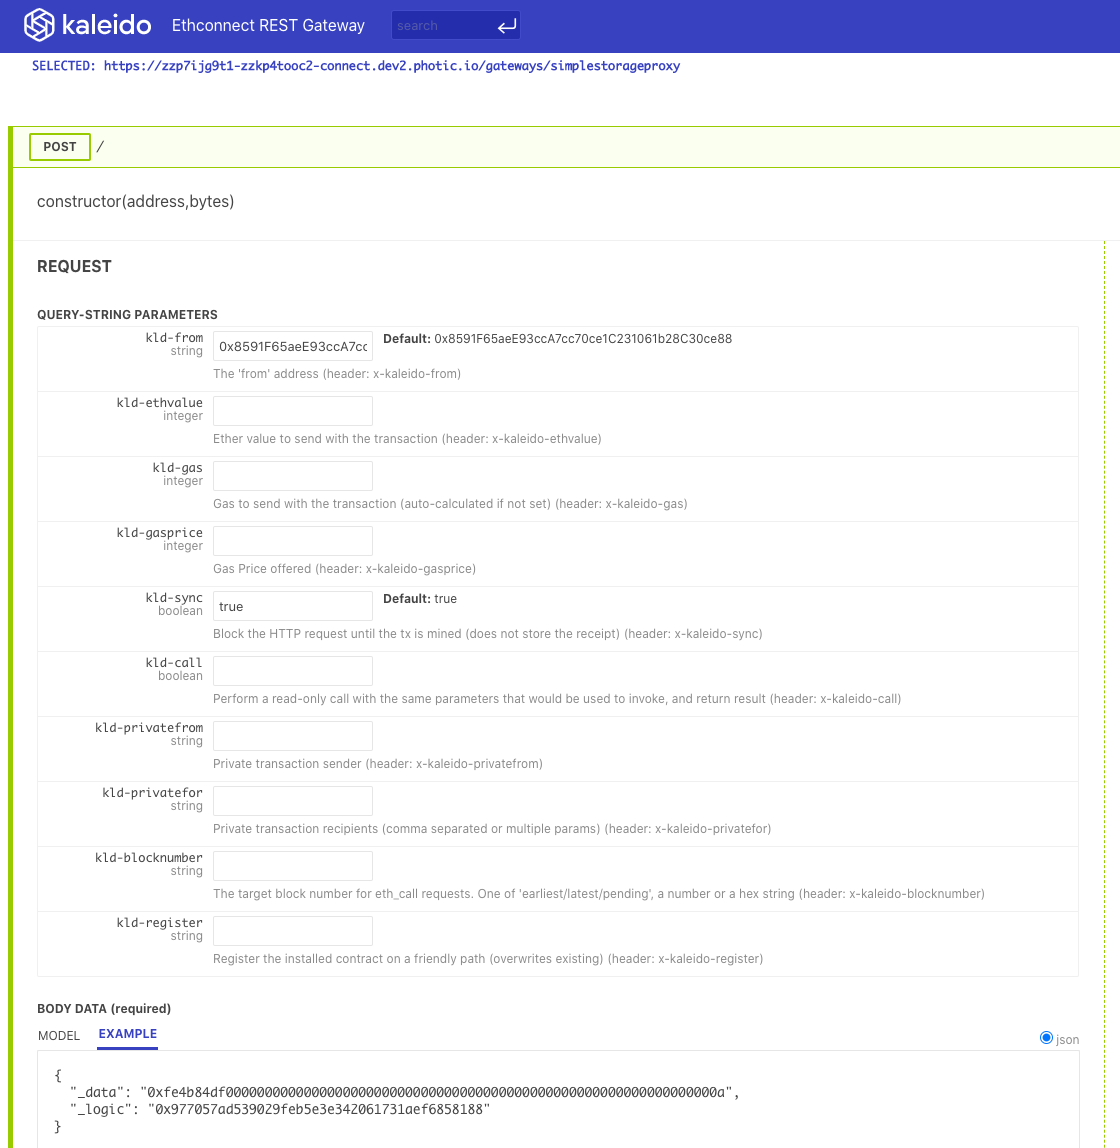 kaleido Ethconnect REST Gateway search
SELECTED: https://zzp7ijg9t1-zzkp4tooc2-connect.dev2.photic.io/gateways/simplestorageproxy
POST /
constructor(address,bytes)
REQUEST
QUERY-STRING PARAMETERS
kld-from 0x8591F65aeE93ccA7cc Default: 0x8591F65aeE93ccA7cc70ce1C231061b28C30ce88
string
The 'from' address (header: x-kaleido-from)
kld-ethvalue
integer
Ether value to send with the transaction (header: x-kaleido-ethvalue)
kld-gas
integer
Gas to send with the transaction (auto-calculated if not set) (header: x-kaleido-gas)
kld-gasprice
integer
Gas Price offered (header: x-kaleido-gasprice)
kld-sync true Default: true
boolean
Block the HTTP request until the tx is mined (does not store the receipt) (header: x-kaleido-sync)
kld-call
boolean
Perform a read-only call with the same parameters that would be used to invoke, and return result (header: x-kaleido-call)
kld-privatefrom
string
Private transaction sender (header: x-kaleido-privatefrom)
kld-privatefor
string
Private transaction recipients (comma separated or multiple params) (header: x-kaleido-privatefor)
kld-blocknumber
string
The target block number for eth_call requests. One of 'earliest/latest/pending', a number or a hex string (header: x-kaleido-blocknumber)
kld-register
string
Register the installed contract on a friendly path (overwrites existing) (header: x-kaleido-register)
BODY DATA (required)
MODEL EXAMPLE json
{
"_data": "0xfe4b84df000000000000000000000000000000000000000000000000000000000000000a",
"_logic": "0x977057ad539029feb5e3e342061731aef6858188"
}